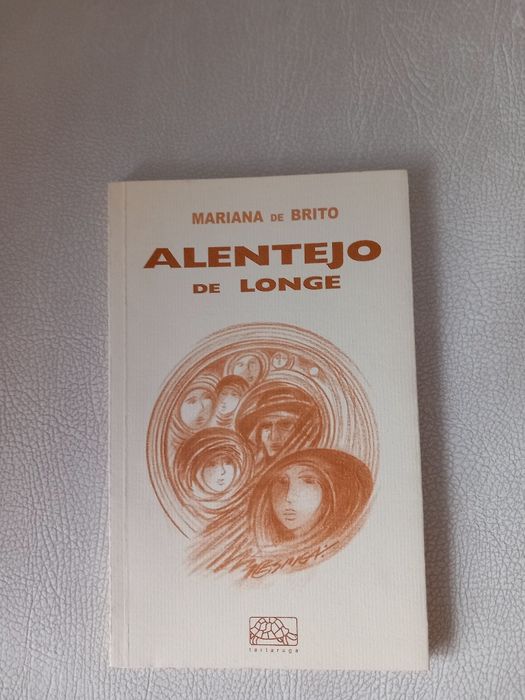 MARIANA DE BRITO
ALENTEJO
DE LONGE
tartaruga